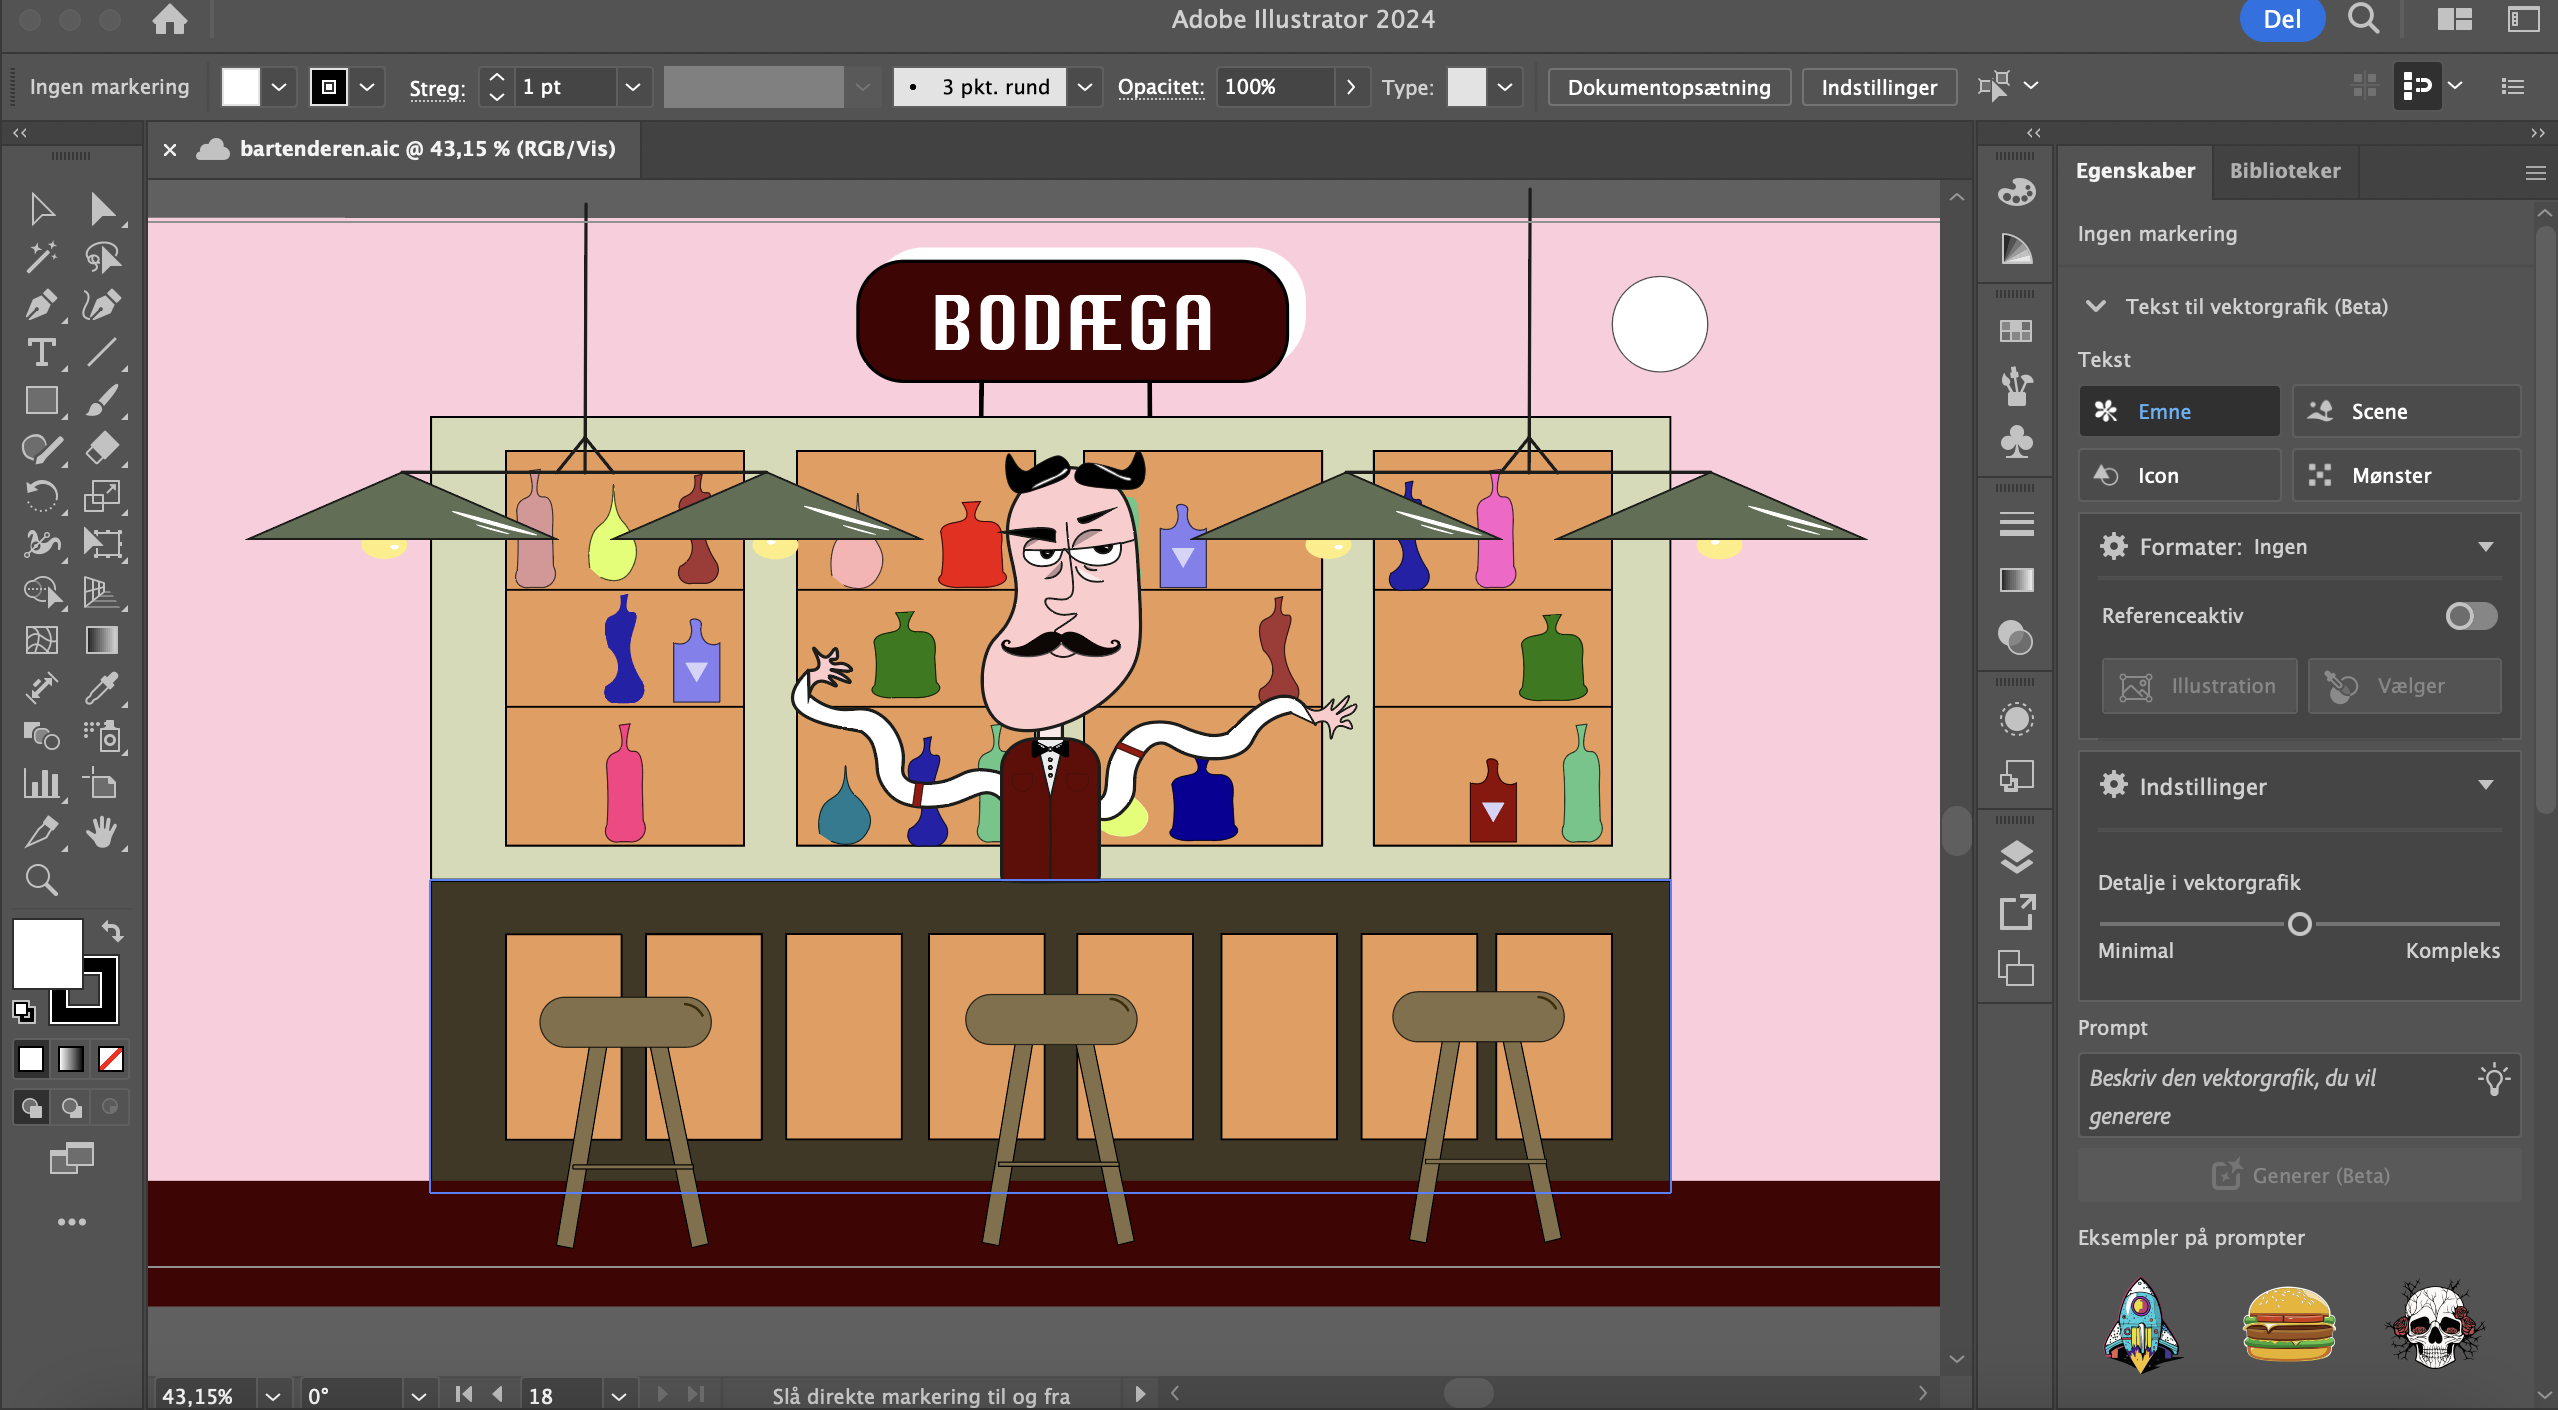 Adobe Illustrator 2024
Del
Ingen markering
Streg:
1 pt
3 pkt. rund
Opacitet:
100%
Type:
Dokumentopsætning
Indstillinger
bartenderen.aic @ 43,15 % (RGB/Vis)
Egenskaber
Biblioteker
Ingen markering
Tekst til vektorgrafik (Beta)
Tekst
Emne
Scene
Icon
Mønster
Formater: Ingen
Referenceaktiv
Illustration
Vælger
Indstillinger
Detalje i vektorgrafik
Minimal
Kompleks
Prompt
Beskriv den vektorgrafik, du vil
generere
Generer (Beta)
Eksempler på prompter
BODÆGA
43,15%
0°
18
Slå direkte markering til og fra